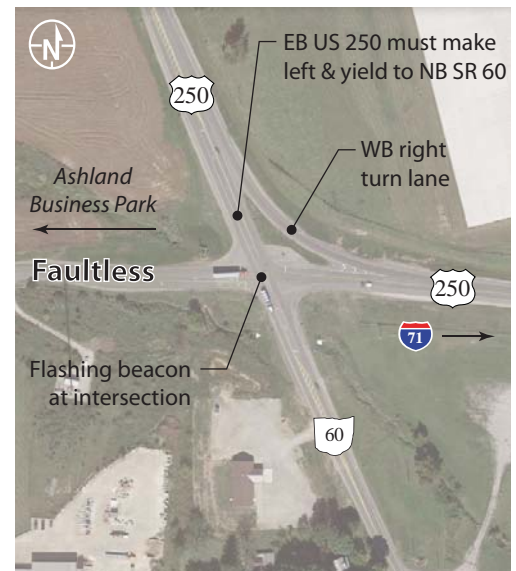 N
EB US 250 must make
left & yield to NB SR 60
250
WB right
turn lane
Ashland
Business Park
Faultless
250
71
Flashing beacon
at intersection
60